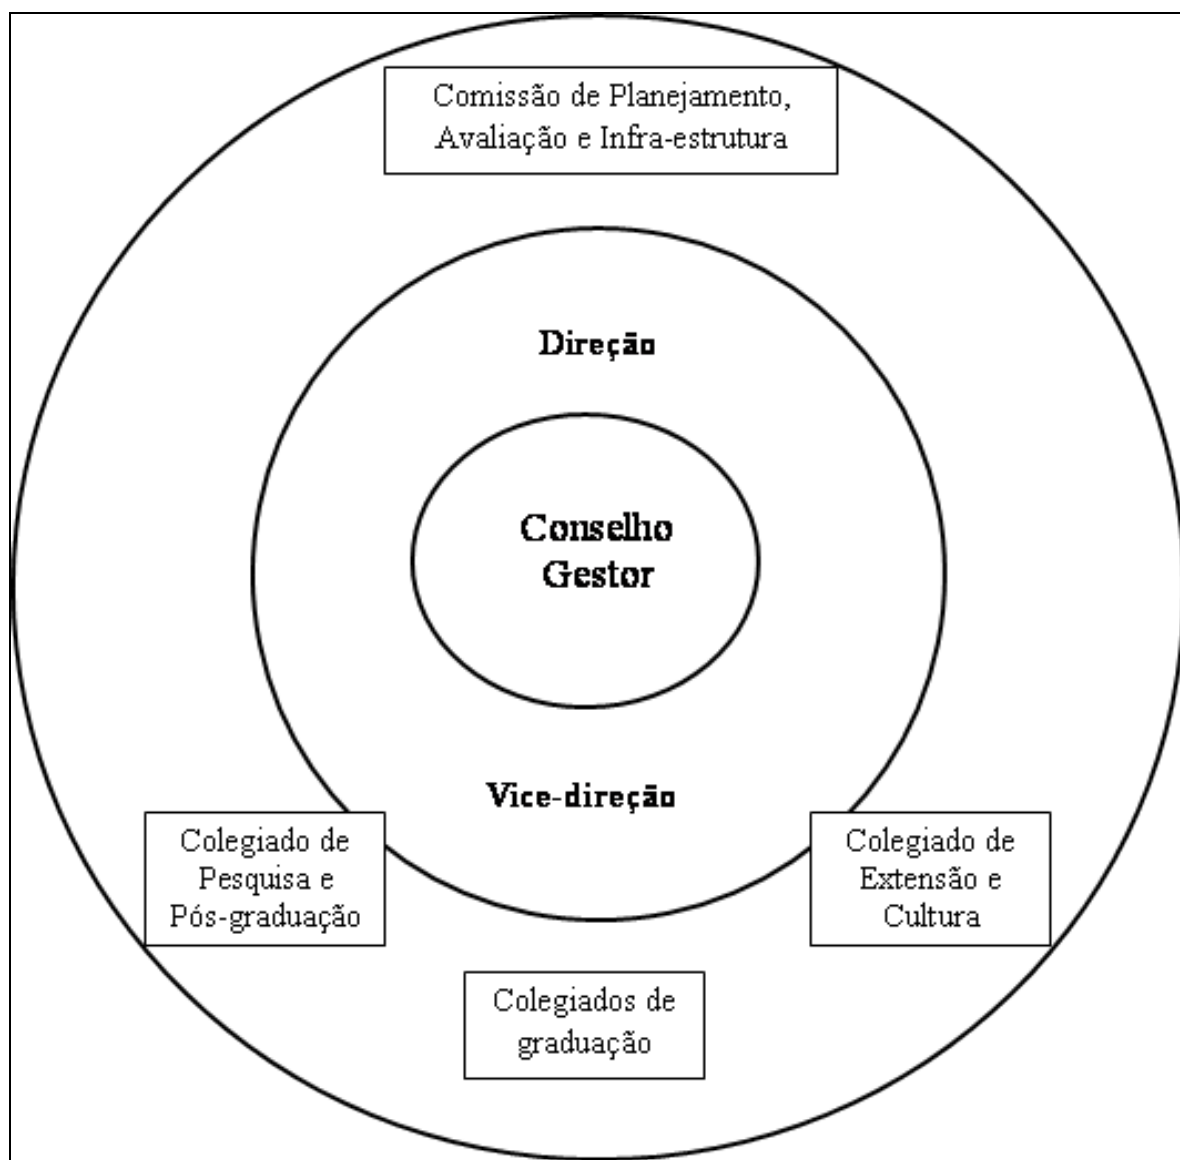 Comissão de Planejamento,
Avaliação e Infra-estrutura
Direção
Conselho
Gestor
Vice-direção
Colegiado de
Pesquisa e
Pós-graduação
Colegiado de
Extensão e
Cultura
Colegiados de
graduação